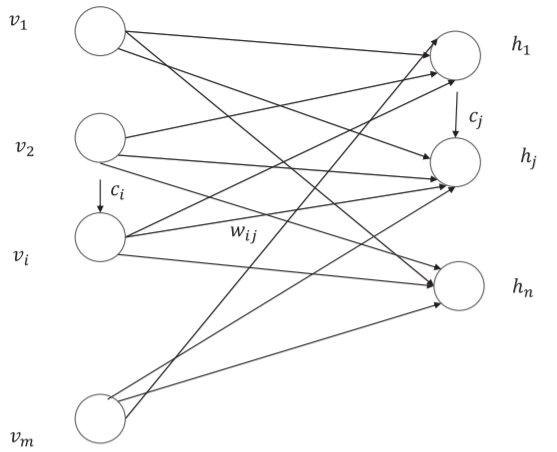 v₁
h₁
cⱼ
v₂
hⱼ
cᵢ
wᵢⱼ
vᵢ
hₙ
vₘ